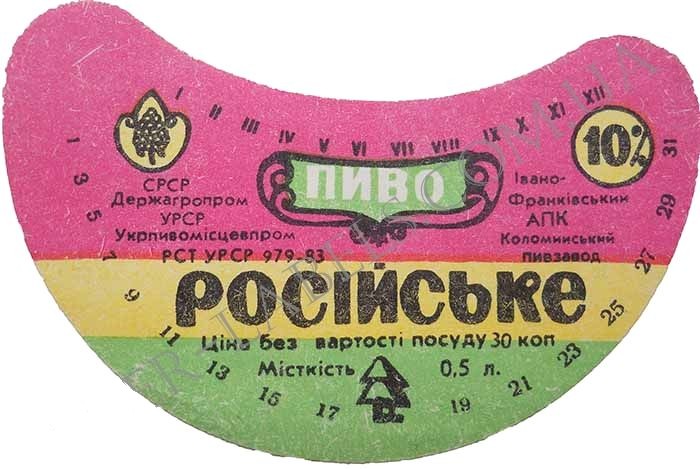 I II III IV V VI VII VIII IX X XI XII
10%
ПИВО
СРСР
Держагропром
УРСР
Укрпивомісцевпром
РСТ УРСР 979-83
Івано-
Франківський
АПК
Коломийський
пивзавод
РОСІЙСЬКЕ
Ціна без вартості посуду 30 коп
Місткість 0,5 л.
1 3 5 7 9 11 13 15 17 19 21 23 25 27 29 31